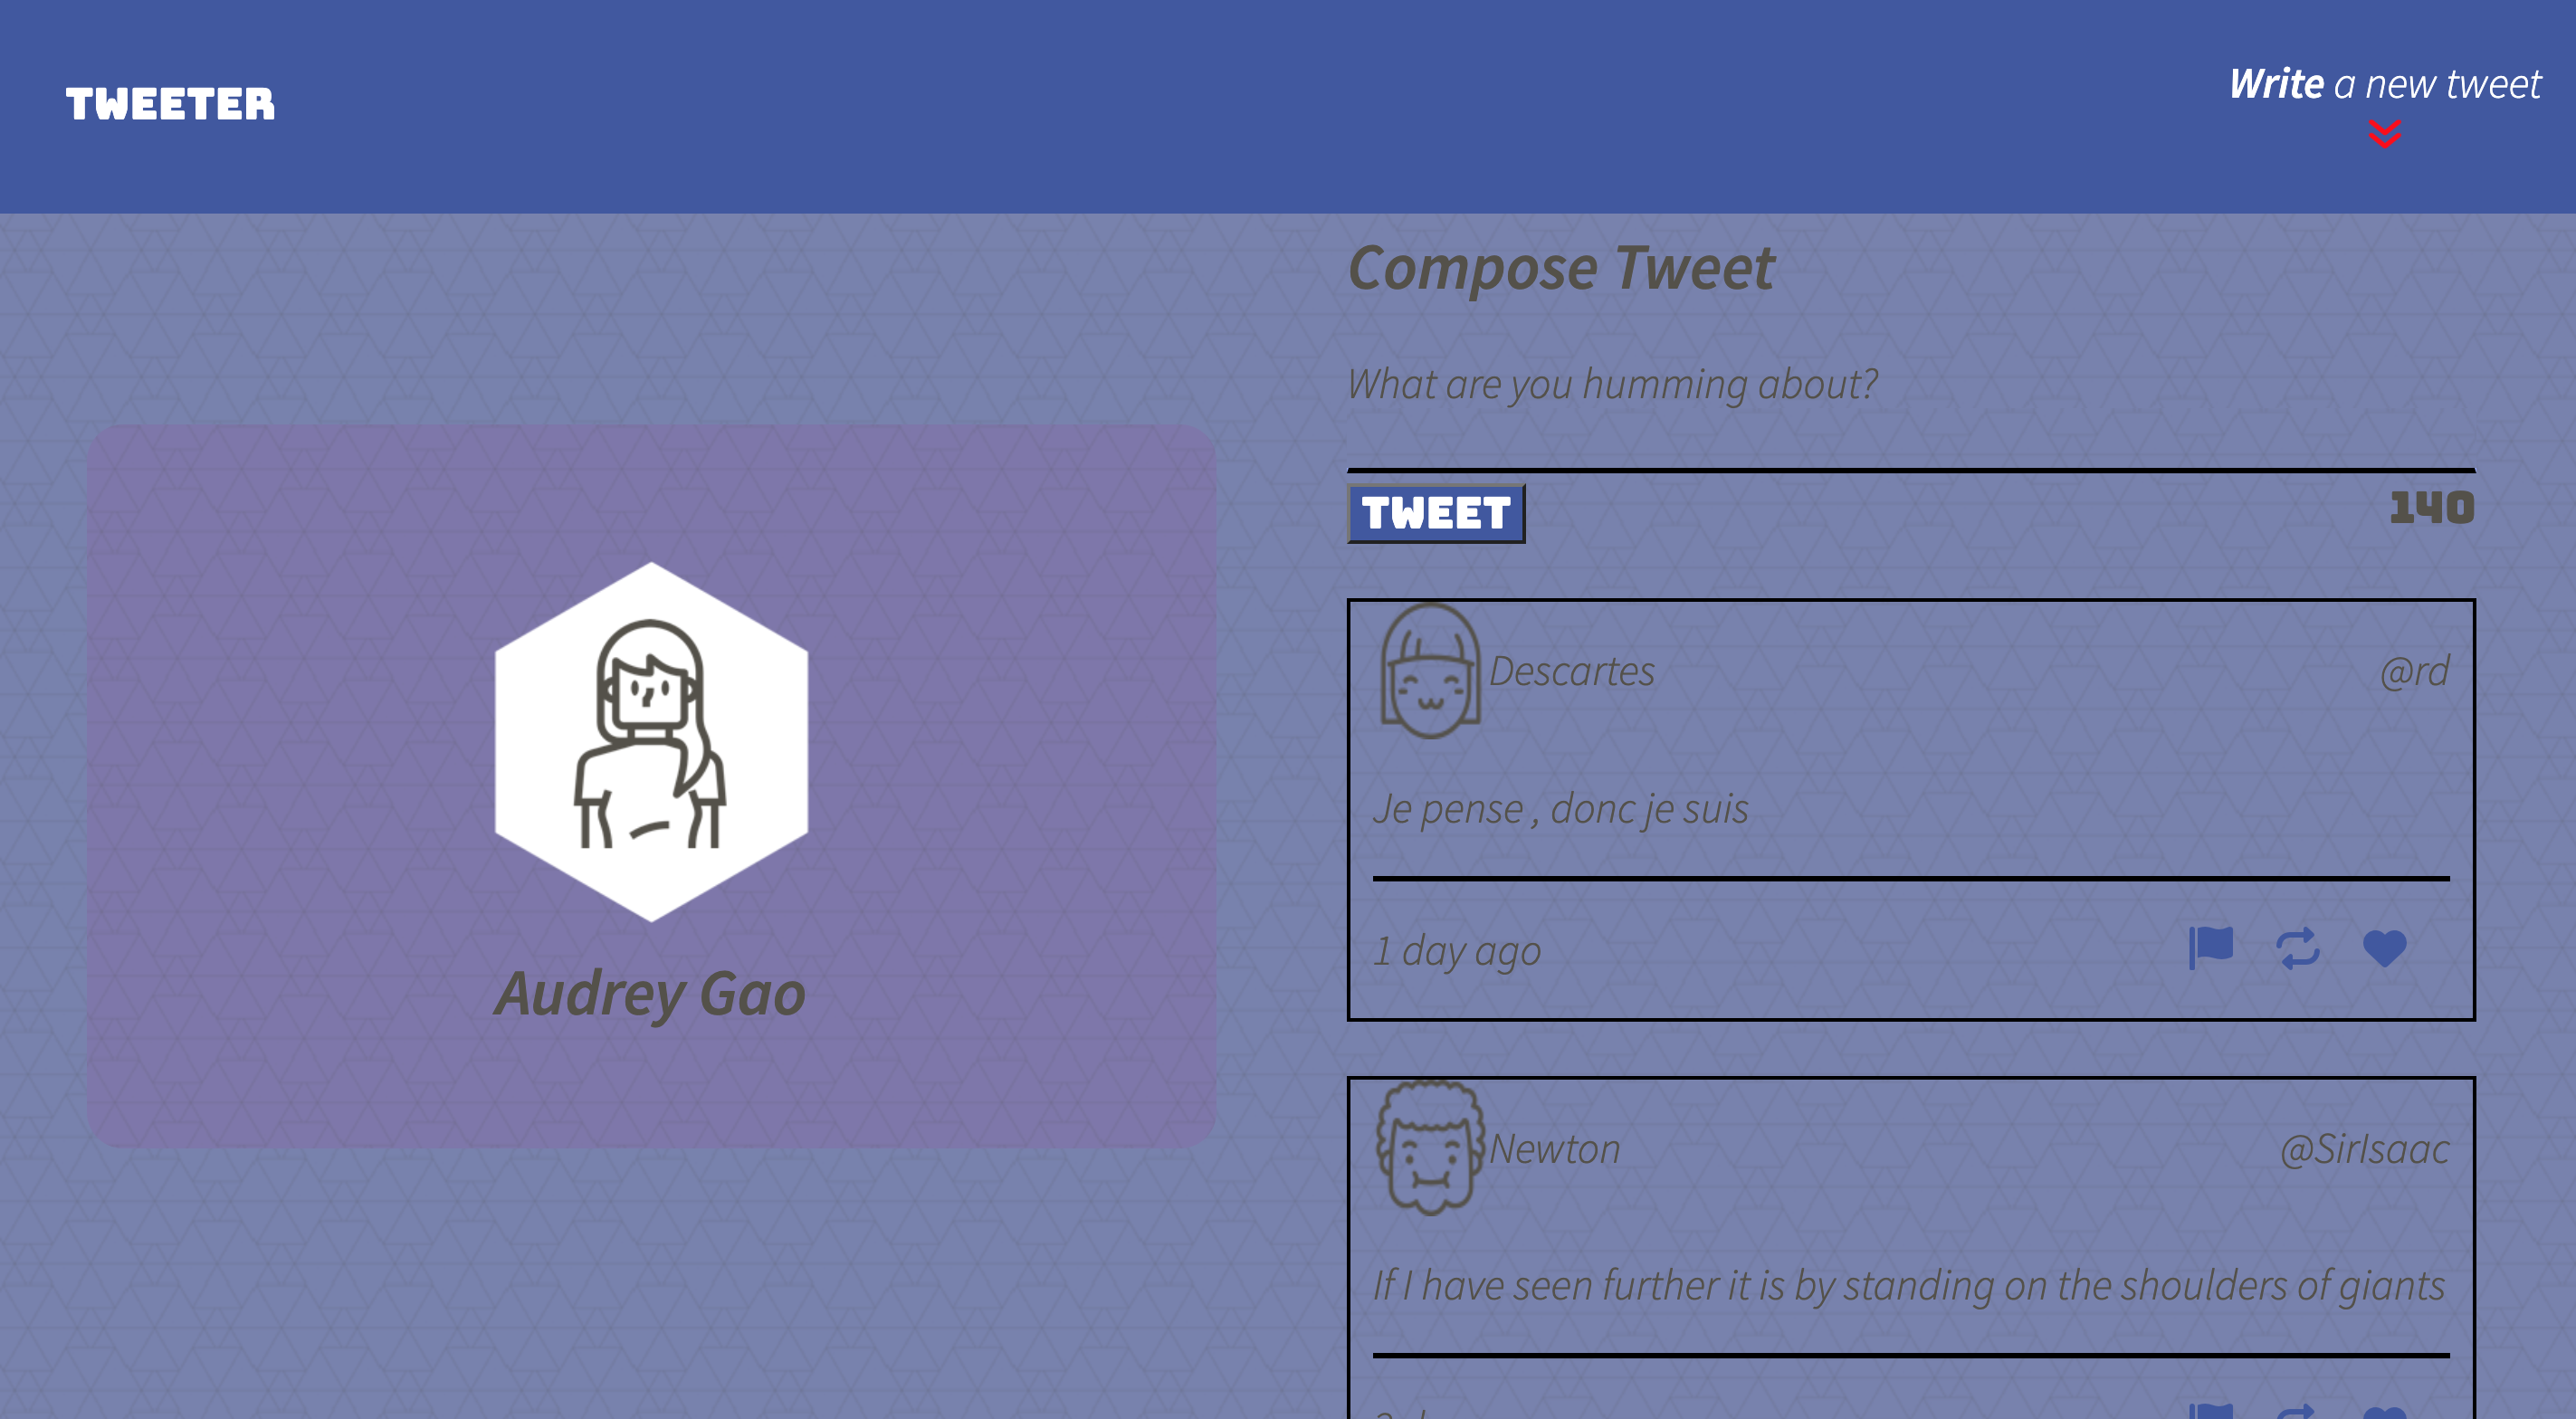 TWEETER
Write a new tweet
Compose Tweet
What are you humming about?
TWEET
140
Audrey Gao
Descartes
@rd
Je pense , donc je suis
1 day ago
Newton
@SirIsaac
If I have seen further it is by standing on the shoulders of giants